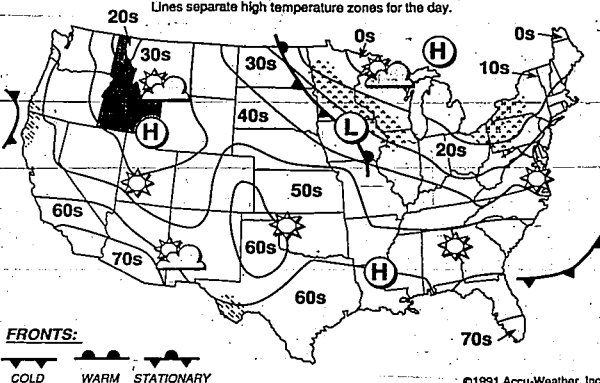 Lines separate high temperature zones for the day.
20s
0s
H
0s
30s
30s
10s
40s
H
L
20s
50s
60s
60s
70s
H
60s
70s
FRONTS:
COLD WARM STATIONARY
©1991 Accu-Weather, Inc